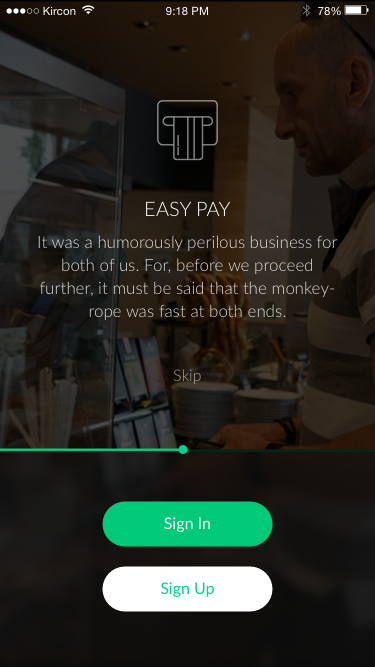 Kircon 9:18 PM 78%
EASY PAY
It was a humorously perilous business for
both of us. For, before we proceed
further, it must be said that the monkey-
rope was fast at both ends.
Skip
Sign In
Sign Up